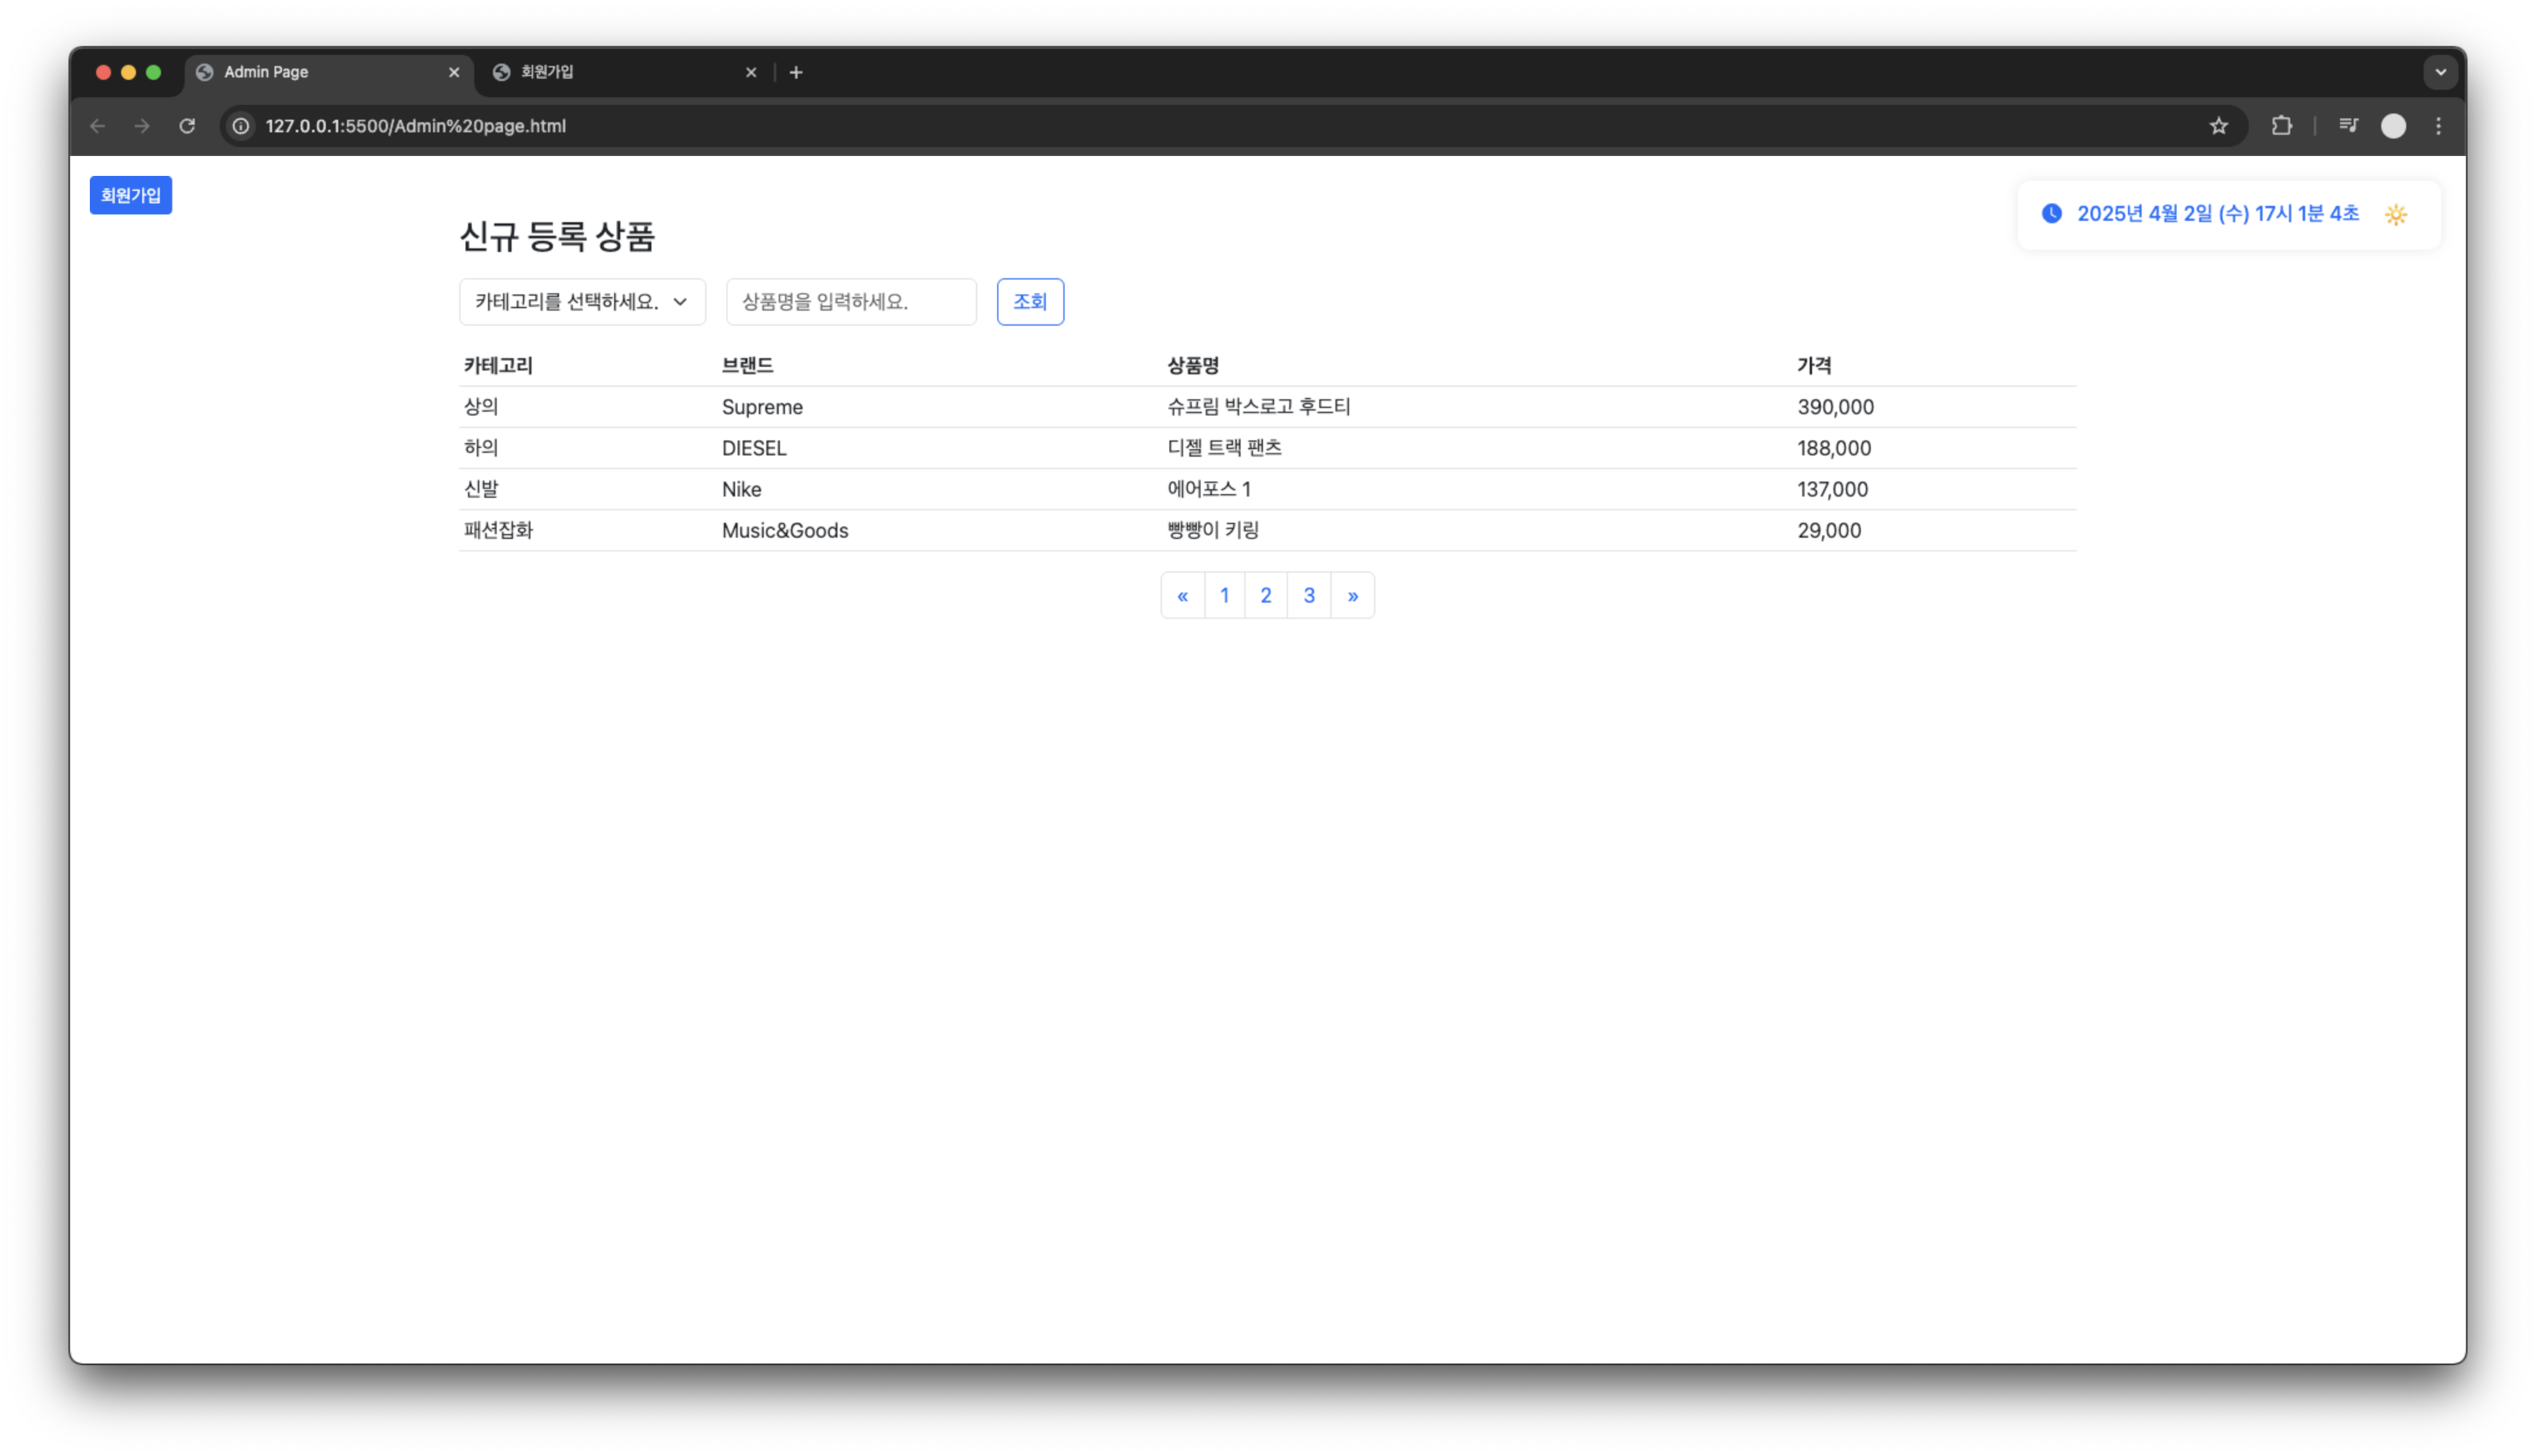 Admin Page
회원가입
127.0.0.1:5500/Admin%20page.html
회원가입
2025년 4월 2일 (수) 17시 1분 4초
신규 등록 상품
카테고리를 선택하세요. 상품명을 입력하세요. 조회
카테고리 브랜드 상품명 가격
상의 Supreme 슈프림 박스로고 후드티 390,000
하의 DIESEL 디젤 트랙 팬츠 188,000
신발 Nike 에어포스 1 137,000
패션잡화 Music&Goods 빵빵이 키링 29,000
« 1 2 3 »